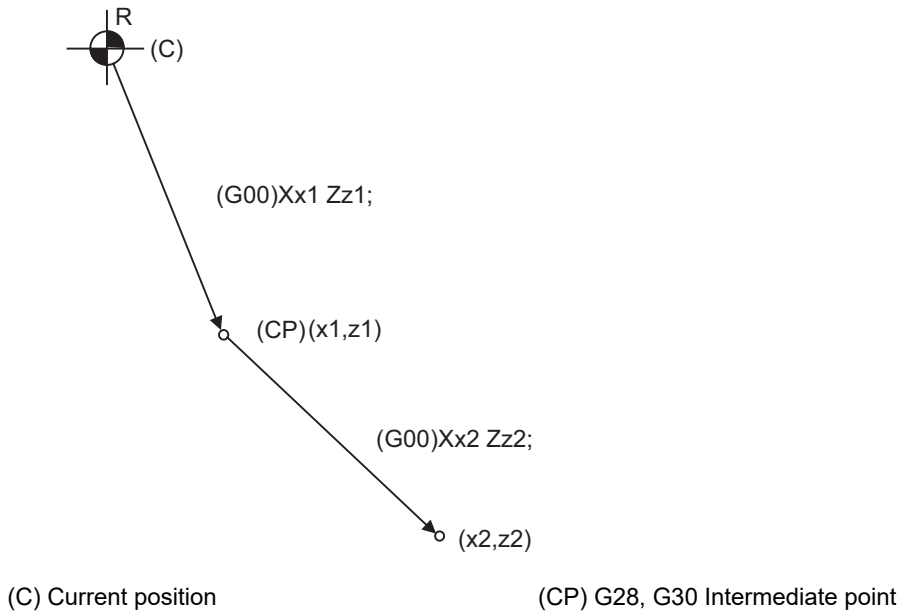 R
(C)
(G00)Xx1 Zz1;
(CP)(x1,z1)
(G00)Xx2 Zz2;
(x2,z2)
(C) Current position
(CP) G28, G30 Intermediate point